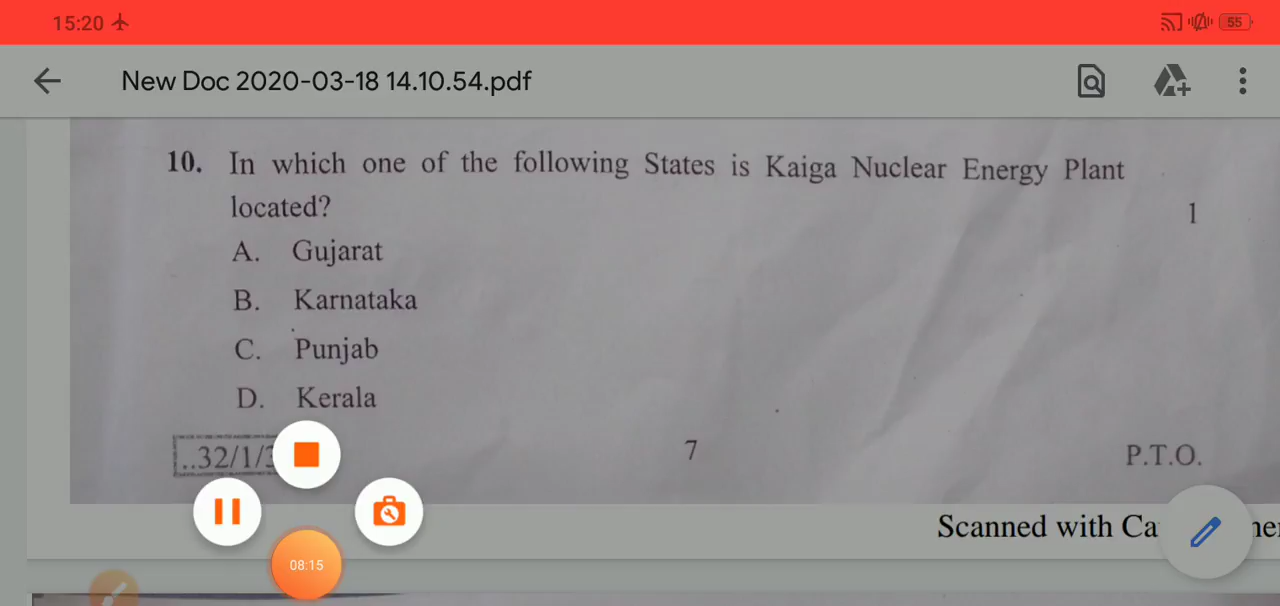 15:20
55
New Doc 2020-03-18 14.10.54.pdf
10. In which one of the following States is Kaiga Nuclear Energy Plant
located?
1
A. Gujarat
B. Karnataka
C. Punjab
D. Kerala
..32/1/3
7
P.T.O.
Scanned with
08:15